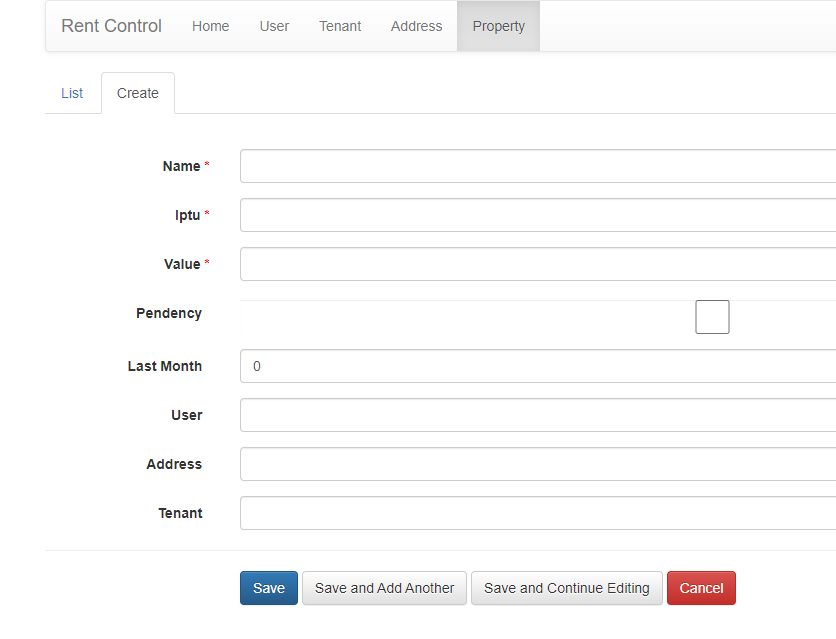 Rent Control Home User Tenant Address Property
List Create
Name *
Iptu *
Value *
Pendency
Last Month 0
User
Address
Tenant
Save Save and Add Another Save and Continue Editing Cancel